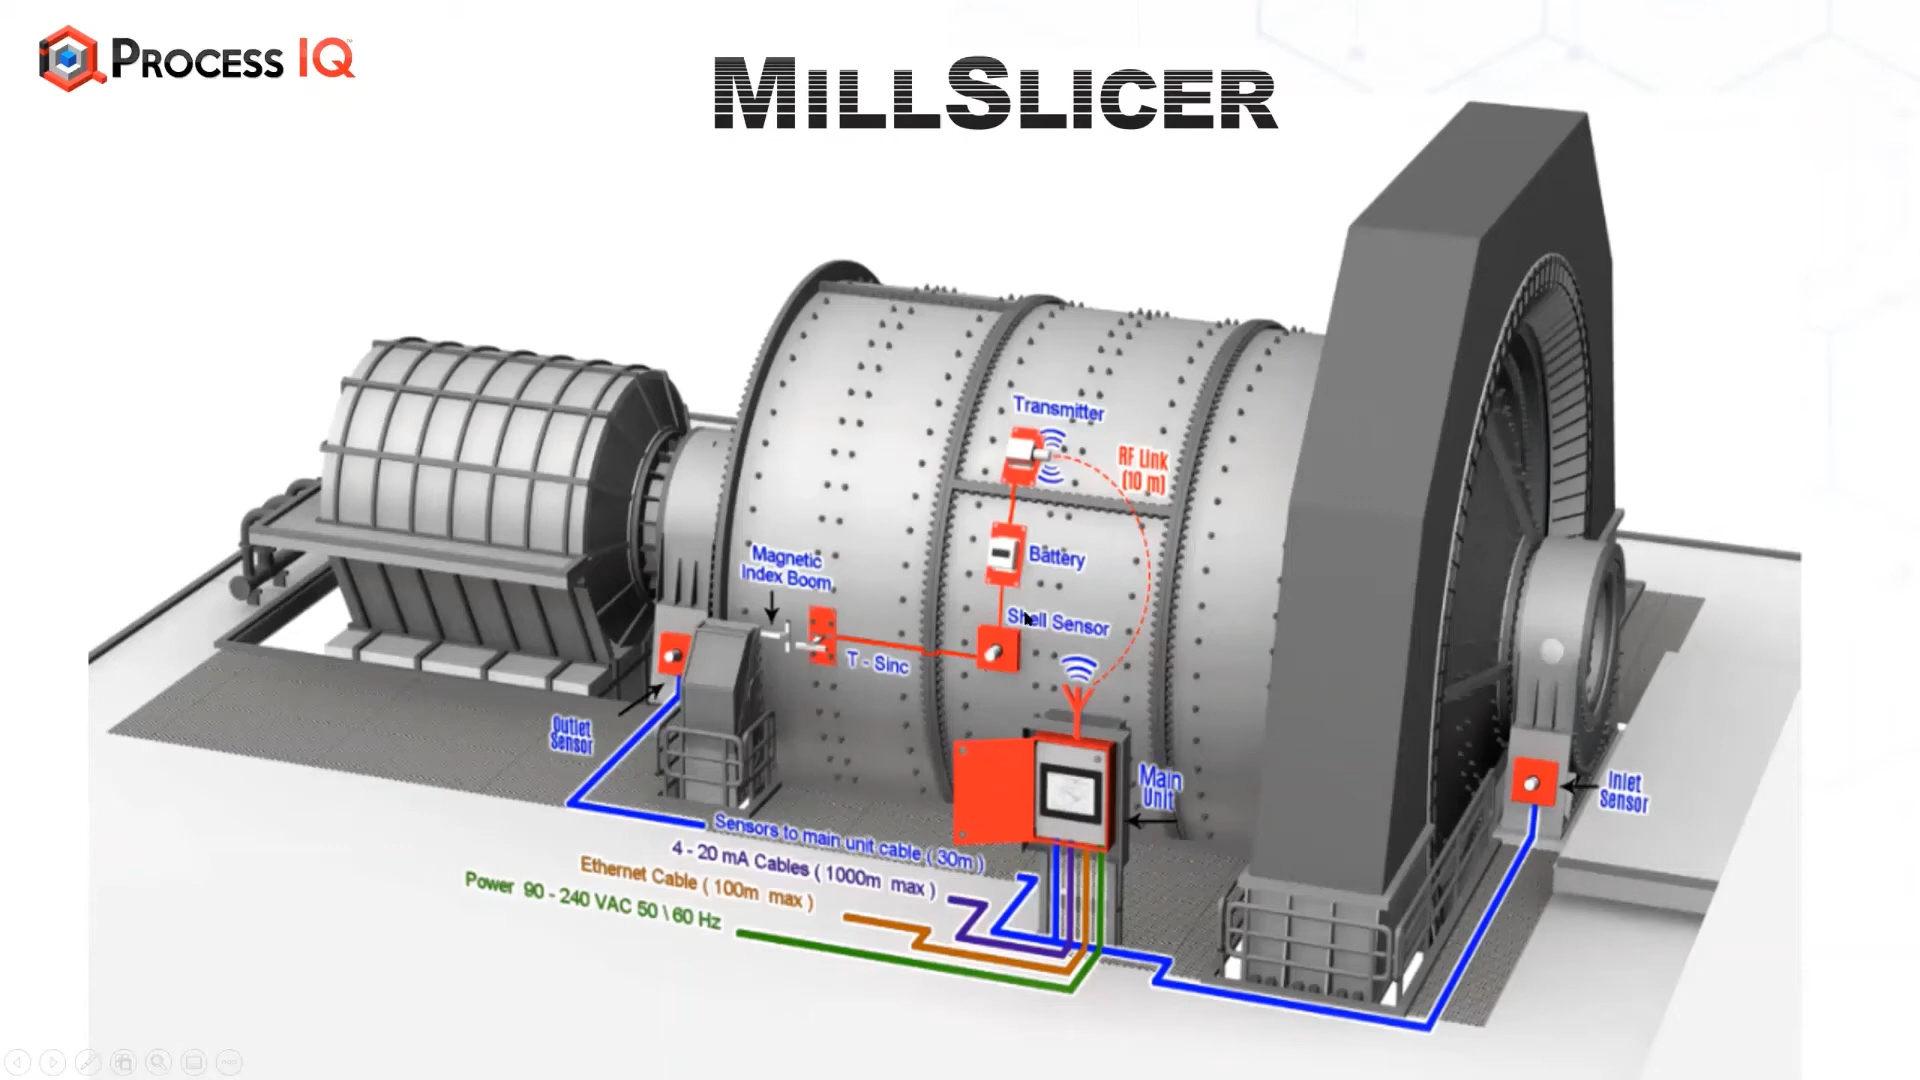 PROCESS IQ™
MILLSLICER
Transmitter
RF Link
(10 m)
Magnetic
Index Boom
Battery
Shell Sensor
T - Sinc
Outlet
Sensor
Main
Unit
Inlet
Sensor
Sensors to main unit cable ( 30m )
4 - 20 mA Cables ( 1000m max )
Ethernet Cable ( 100m max )
Power 90 - 240 VAC 50 \ 60 Hz